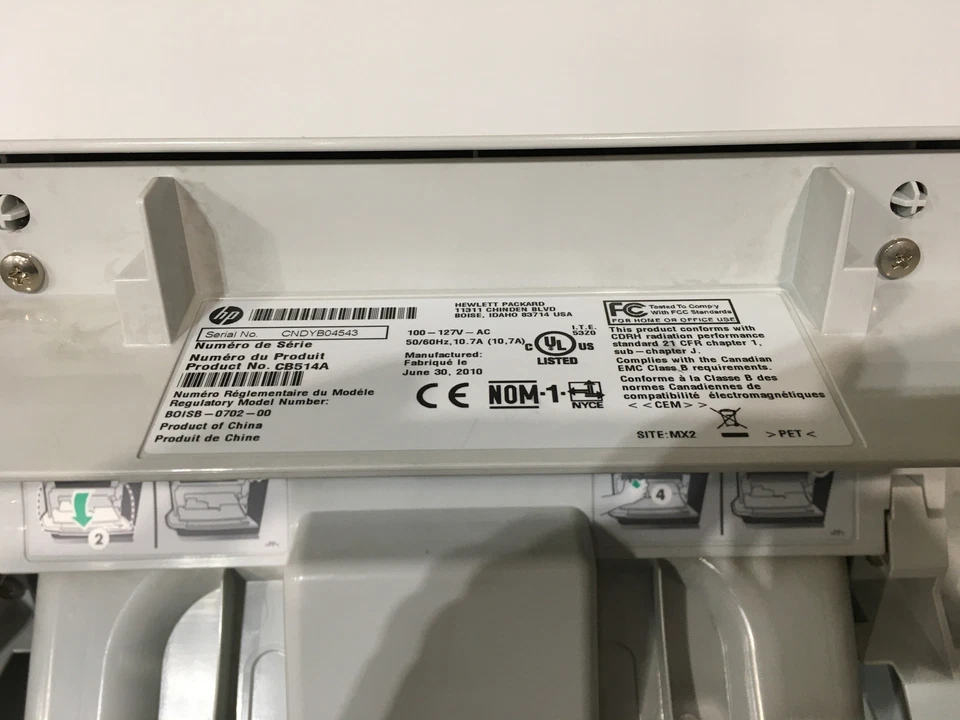 hp
HEWLETT PACKARD
11311 CHINDEN BLVD
BOISE, IDAHO 83714 USA
Serial No. CNDYB04543
Numéro de Série
Numéro du Produit
Product No. CB514A
Numéro Réglementaire du Modèle
Regulatory Model Number:
BOISB-0702-00
Product of China
Produit de Chine
100-127V-AC
50/60Hz, 10.7A (10,7A)
Manufactured:
Fabriqué le
June 30, 2010
I.T.E.
5320
C UL US
LISTED
CE NOM-1-
NYCE
FC Tested To Comply
With FCC Standards
FOR HOME OR OFFICE USE
This product conforms with
CDRH radiation performance
standard 21 CFR chapter 1,
sub-chapter J.
Complies with the Canadian
EMC Class B requirements.
Conforme à la Classe B des
normes Canadiennes de
compatibilité électromagnétiques
<<CEM>>
SITE:MX2 >PET<
2
4